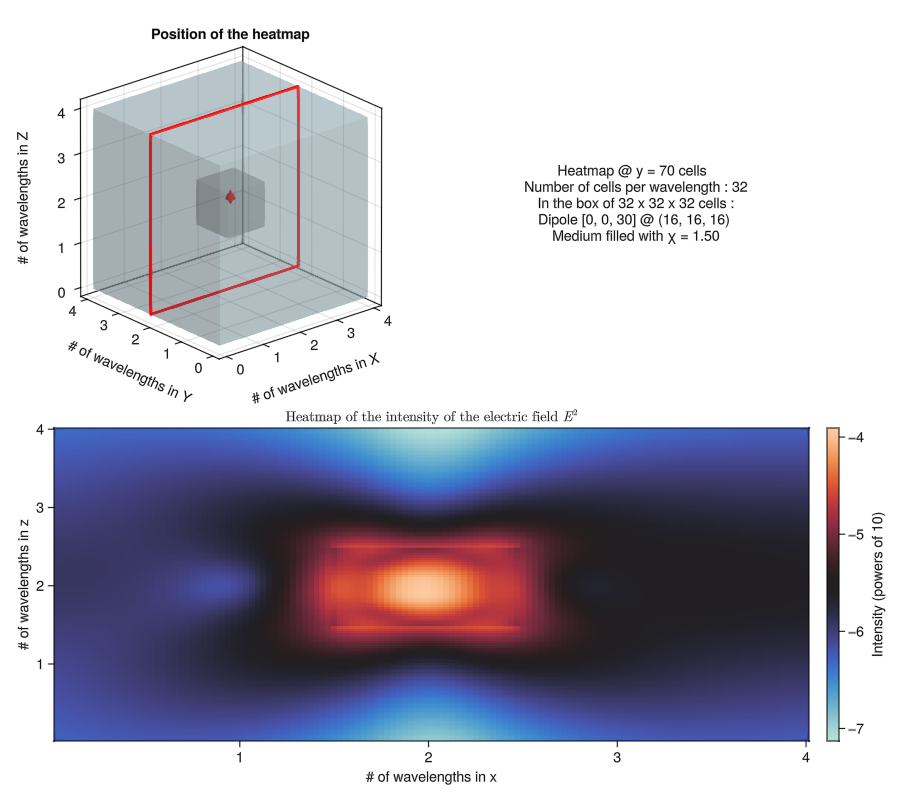 Position of the heatmap
# of wavelengths in Z
4
3
2
1
0
4
3
2
1
0
# of wavelengths in Y
0
1
2
3
4
# of wavelengths in X
Heatmap @ y = 70 cells
Number of cells per wavelength : 32
In the box of 32 x 32 x 32 cells :
Dipole [0, 0, 30] @ (16, 16, 16)
Medium filled with χ = 1.50
Heatmap of the intensity of the electric field E²
# of wavelengths in z
4
3
2
1
1
2
3
4
# of wavelengths in x
−4
−5
−6
−7
Intensity (powers of 10)